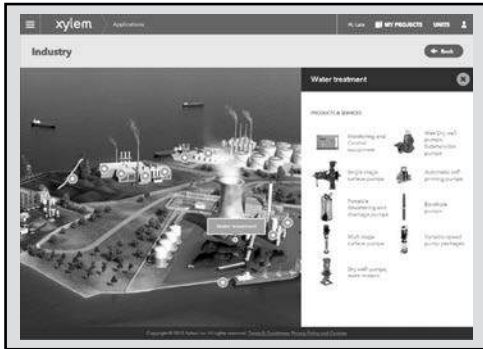 xylem Applications
Hi, Lars MY PROJECTS UNITS
Industry
Back
Water treatment
PRODUCTS & SERVICES
Monitoring and
Control
equipment
Wet/Dry well
pumps,
Submersible
pumps
Single stage
surface pumps
Automatic self-
priming pumps
Portable
dewatering and
drainage pumps
Borehole
pumps
Multi stage
surface pumps
Variable speed
pump packages
Dry well pumps,
Water treatment